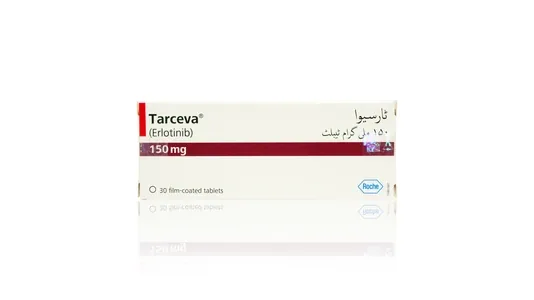 Tarceva®
(Erlotinib)
150 mg
ٹارسیوا
۱۵۰ ملی گرام ٹیبلٹ
30 film-coated tablets
Roche